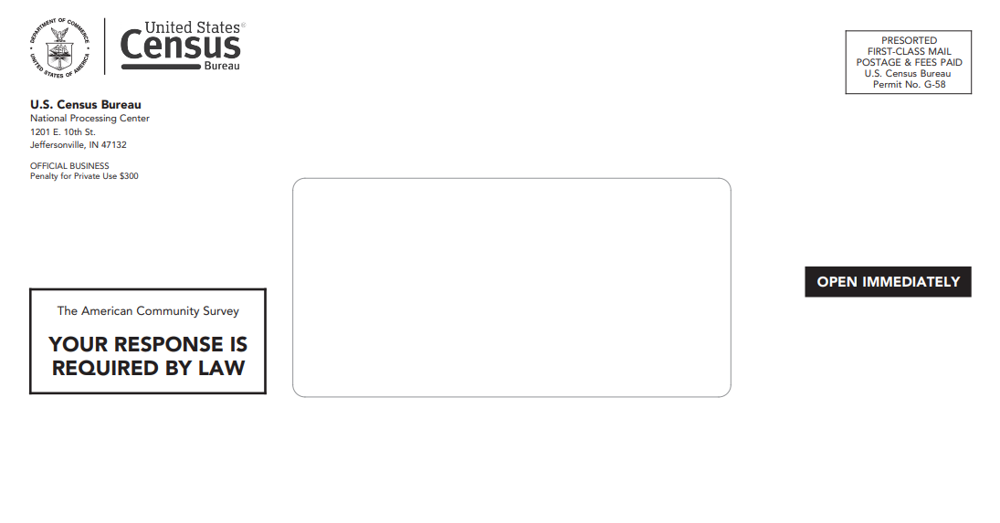 DEPARTMENT OF COMMERCE
UNITED STATES OF AMERICA
United States®
Census
Bureau
U.S. Census Bureau
National Processing Center
1201 E. 10th St.
Jeffersonville, IN 47132
OFFICIAL BUSINESS
Penalty for Private Use $300
PRESORTED
FIRST-CLASS MAIL
POSTAGE & FEES PAID
U.S. Census Bureau
Permit No. G-58
OPEN IMMEDIATELY
The American Community Survey
YOUR RESPONSE IS
REQUIRED BY LAW